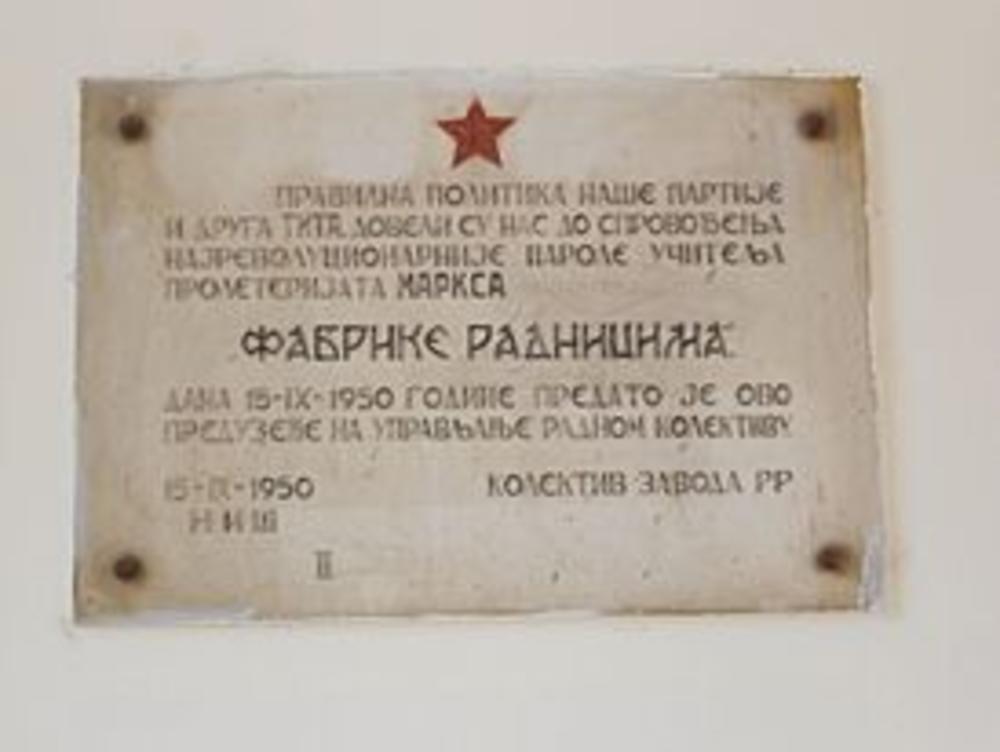 ПРАВИЛНА ПОЛИТИКА НАШЕ ПАРТИЈЕ
И ДРУГА ТИТА ДОВЕЛИ СУ НАС ДО СПРОВОЂЕЊА
НАЈРЕВОЛУЦИОНАРНИЈЕ ПАРОЛЕ УЧИТЕЉА
ПРОЛЕТЕРИЈАТА МАРКСА
„ФАБРИКЕ РАДНИЦИМА“
ДАНА 15-IX-1950 ГОДИНЕ ПРЕДАТО ЈЕ ОВО
ПРЕДУЗЕЋЕ НА УПРАВЉАЊЕ РАДНОМ КОЛЕКТИВУ.
15-IX-1950 КОЛЕКТИВ ЗАВОДА РР
НИШ